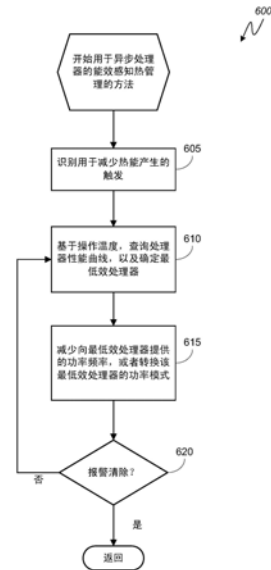 600
开始用于异步处理
器的能效感知热管
理的方法
605
识别用于减少热能产生的
触发
610
基于操作温度，查询处理
器性能曲线，以及确定最
低效处理器
615
减少向最低效处理器提供
的功率频率，或者转换该
最低效处理器的功率模式
620
报警清除？
否
是
返回